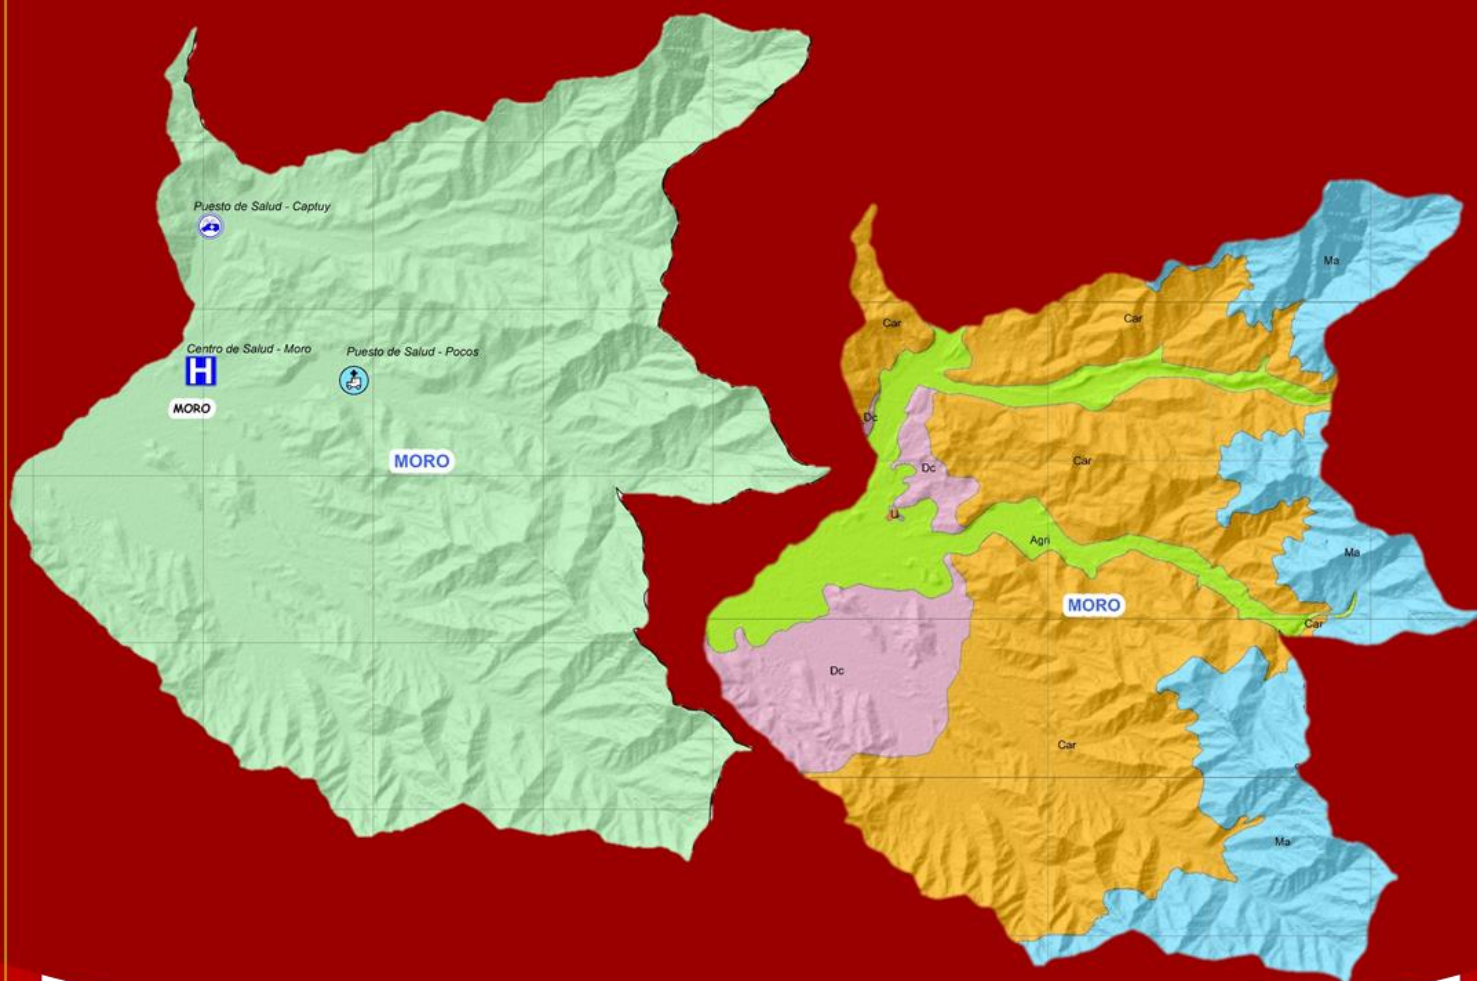 Puesto de Salud - Captuy
Centro de Salud - Moro
H
Puesto de Salud - Pocos
MORO
MORO
Ma
Car
Car
Dc
Car
Dc
U
Agri
Ma
MORO
Car
Dc
Car
Ma